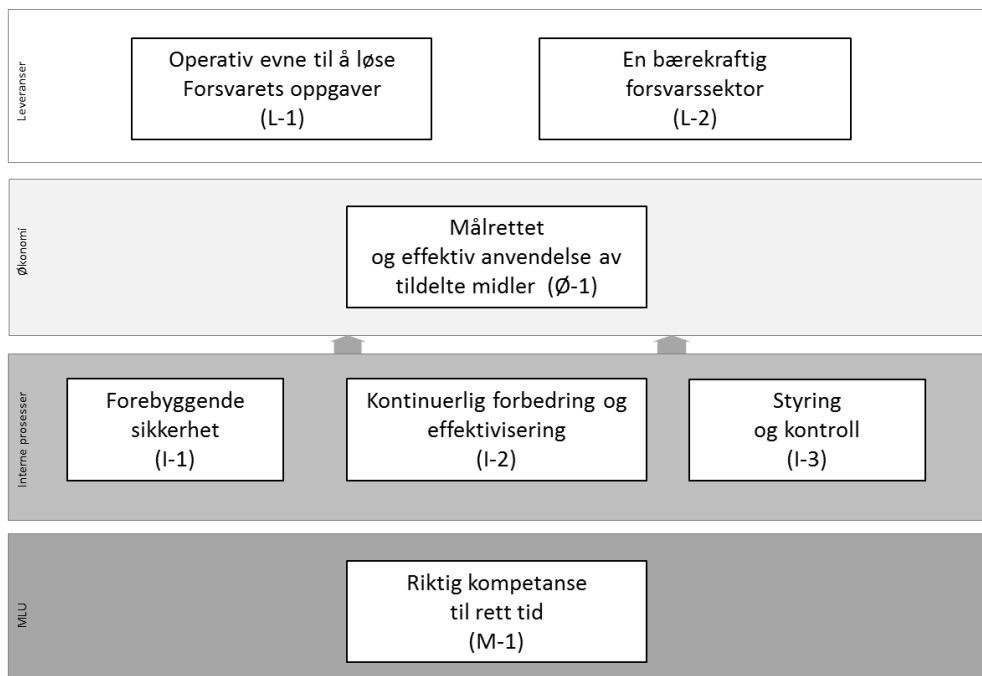 Leveranser
Operativ evne til å løse
Forsvarets oppgaver
(L-1)
En bærekraftig
forsvarssektor
(L-2)
Økonomi
Målrettet
og effektiv anvendelse av
tildelte midler (Ø-1)
Interne prosesser
Forebyggende
sikkerhet
(I-1)
Kontinuerlig forbedring og
effektivisering
(I-2)
Styring
og kontroll
(I-3)
MLU
Riktig kompetanse
til rett tid
(M-1)